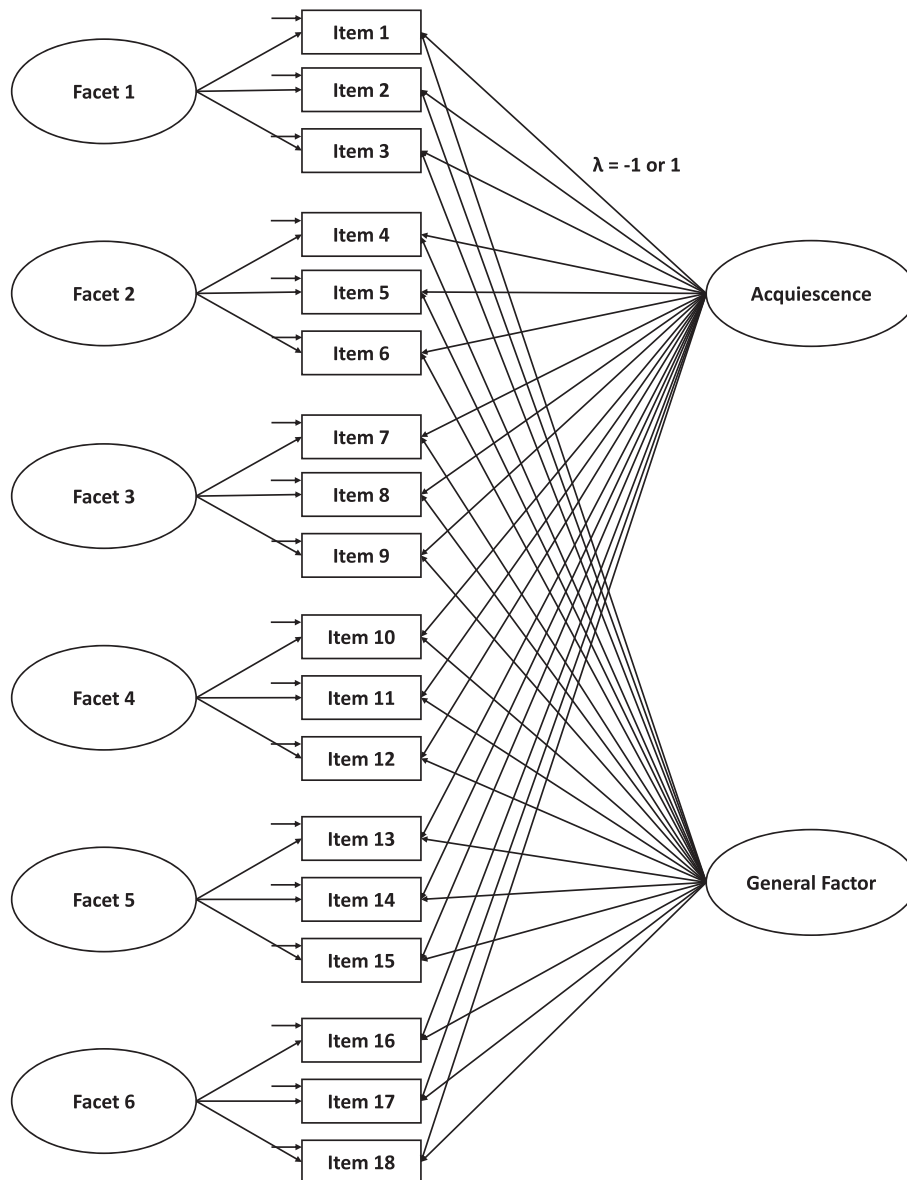 Item 1
Item 2
Facet 1
Item 3
λ = -1 or 1
Item 4
Item 5
Facet 2
Acquiescence
Item 6
Item 7
Item 8
Facet 3
Item 9
Item 10
Item 11
Facet 4
Item 12
Item 13
General Factor
Item 14
Facet 5
Item 15
Item 16
Item 17
Facet 6
Item 18